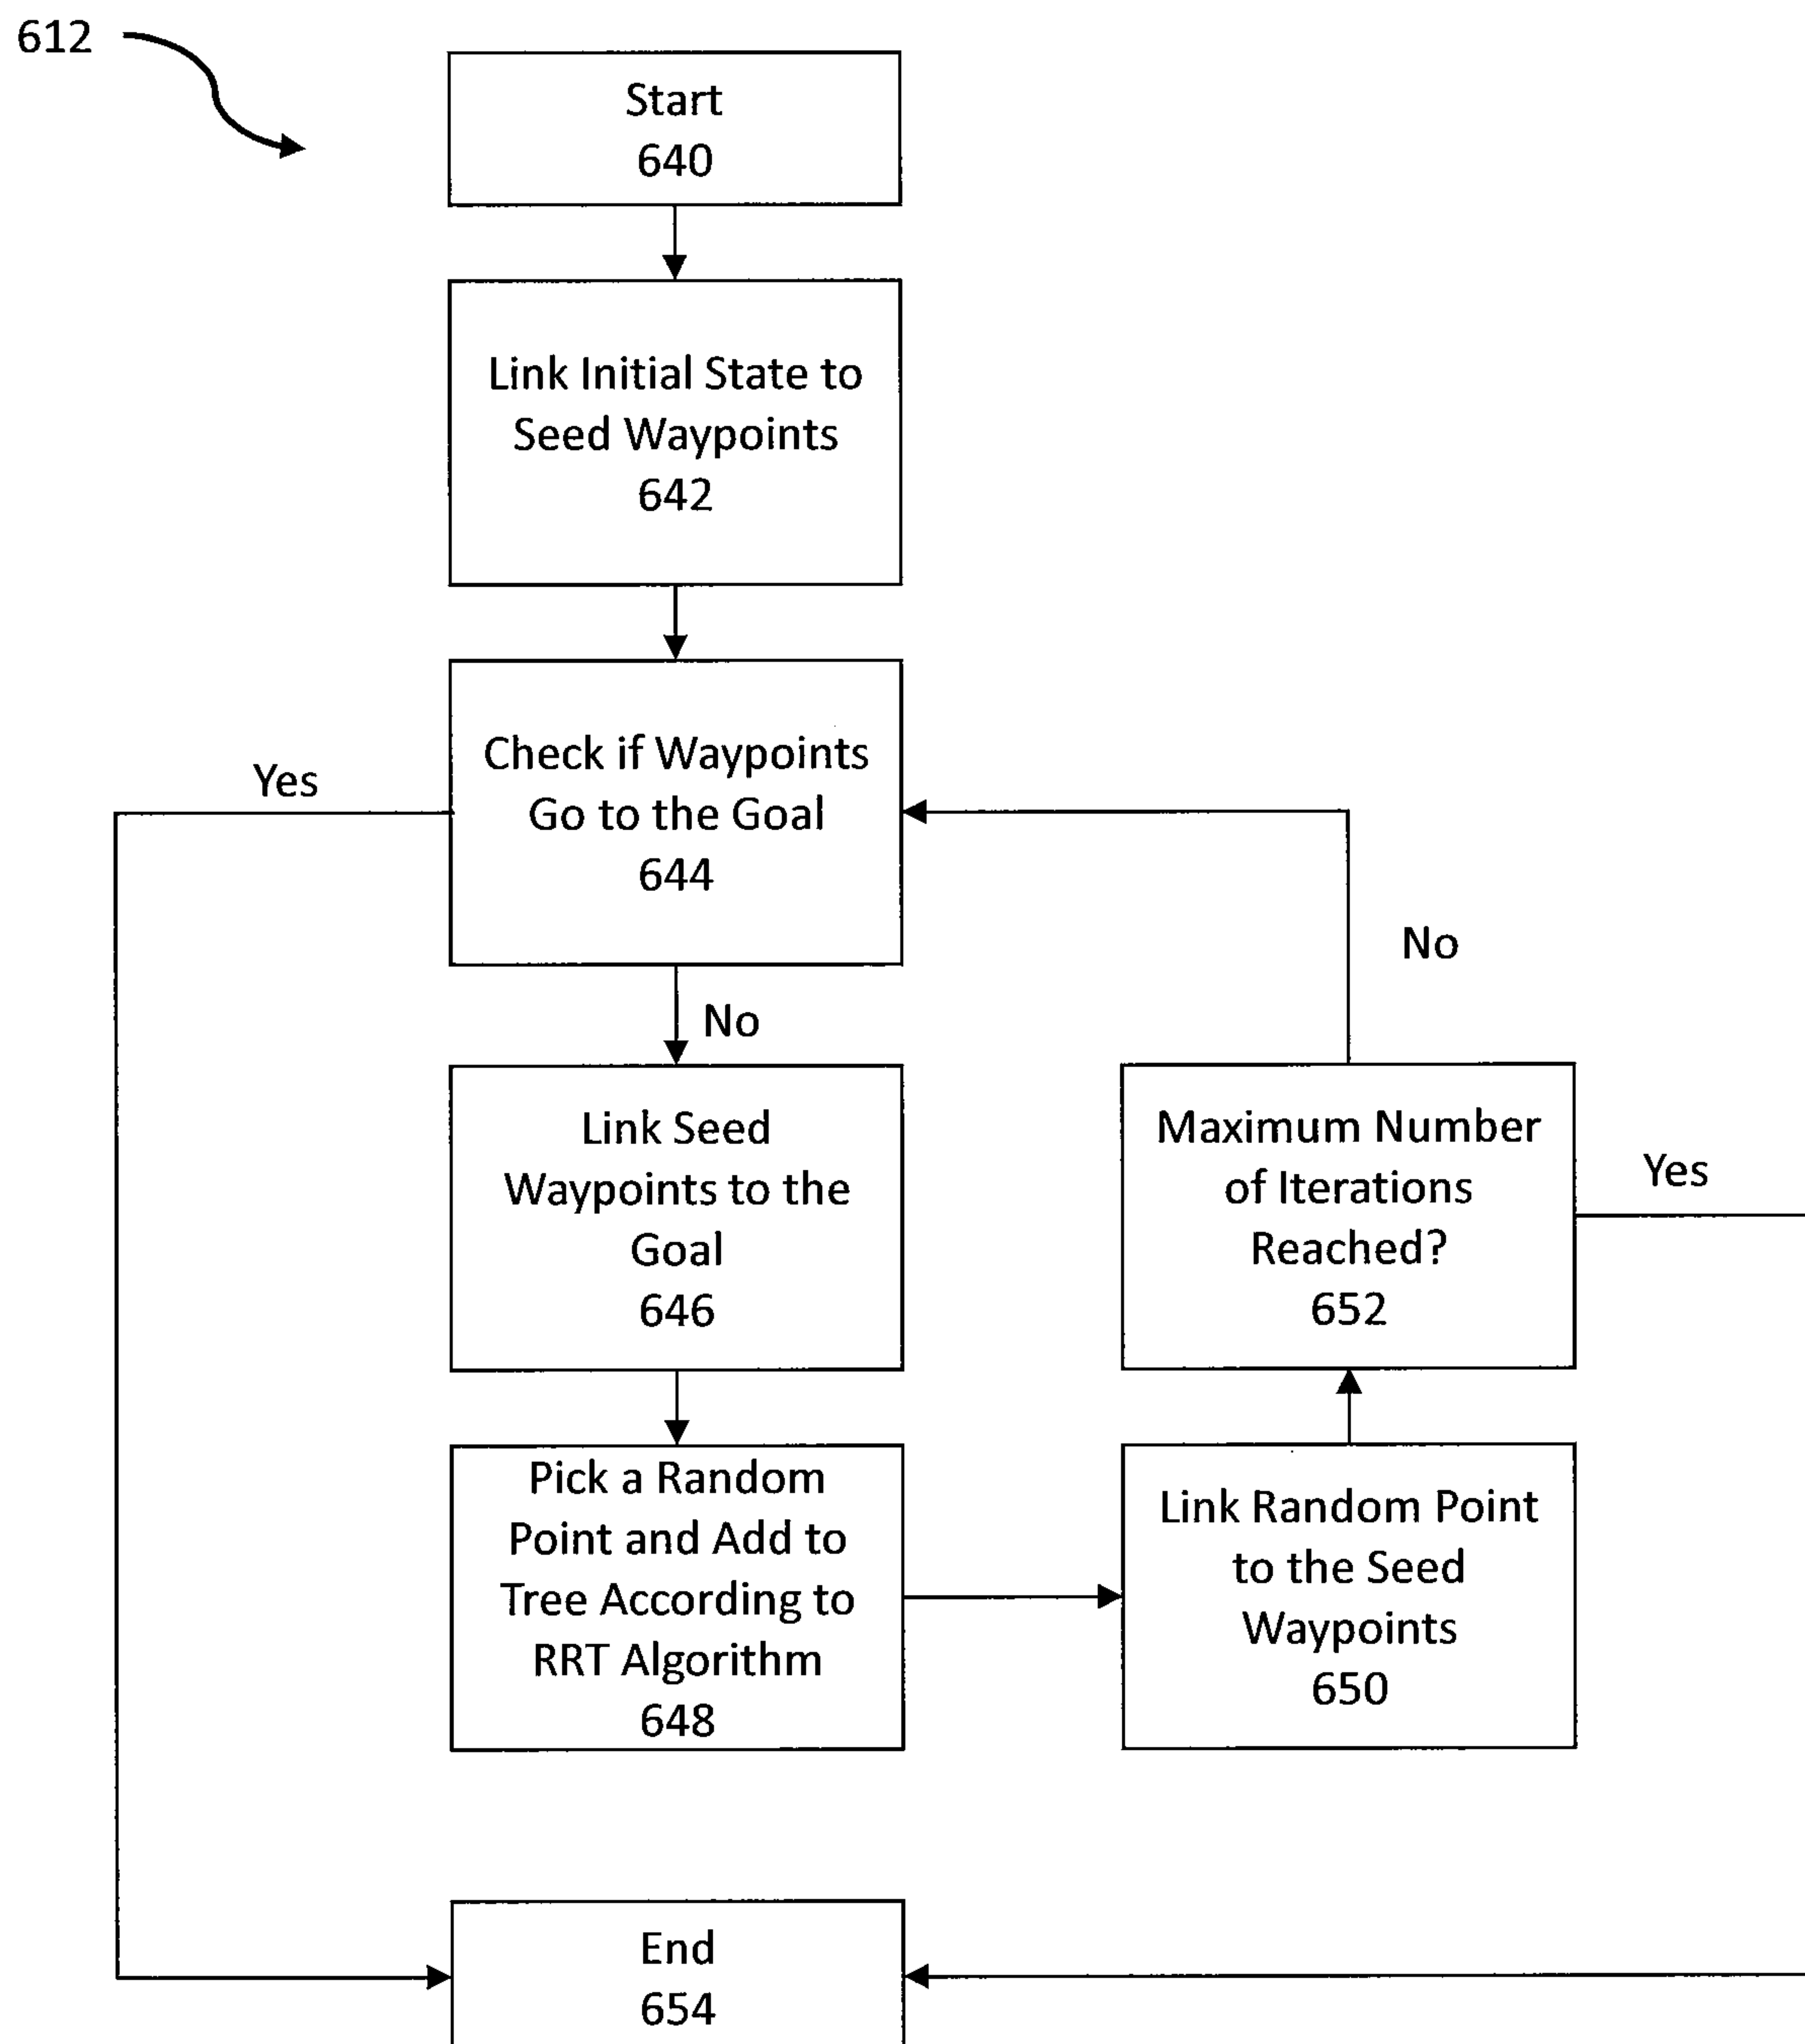 612
Start
640
Link Initial State to
Seed Waypoints
642
Check if Waypoints
Go to the Goal
644
Yes
No
No
Link Seed
Waypoints to the
Goal
646
Maximum Number
of Iterations
Reached?
652
Yes
Pick a Random
Point and Add to
Tree According to
RRT Algorithm
648
Link Random Point
to the Seed
Waypoints
650
End
654